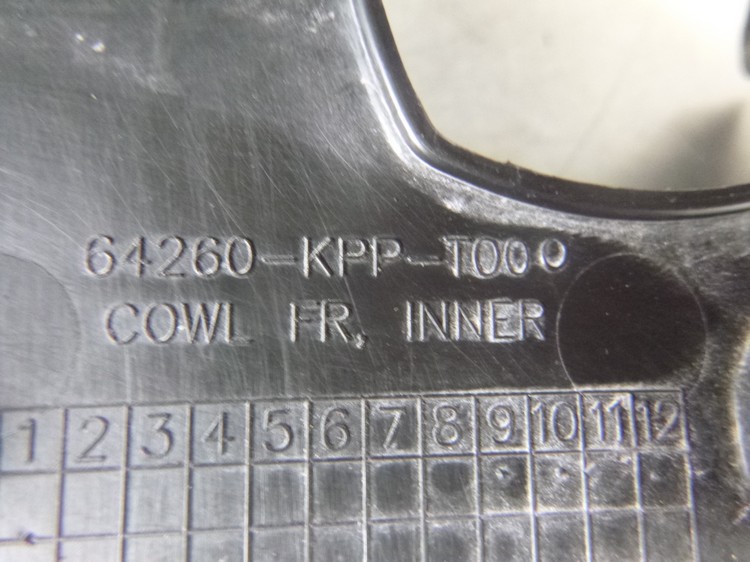 64260-KPP-T000
COWL FR, INNER
1 2 3 4 5 6 7 8 9 10 11 12